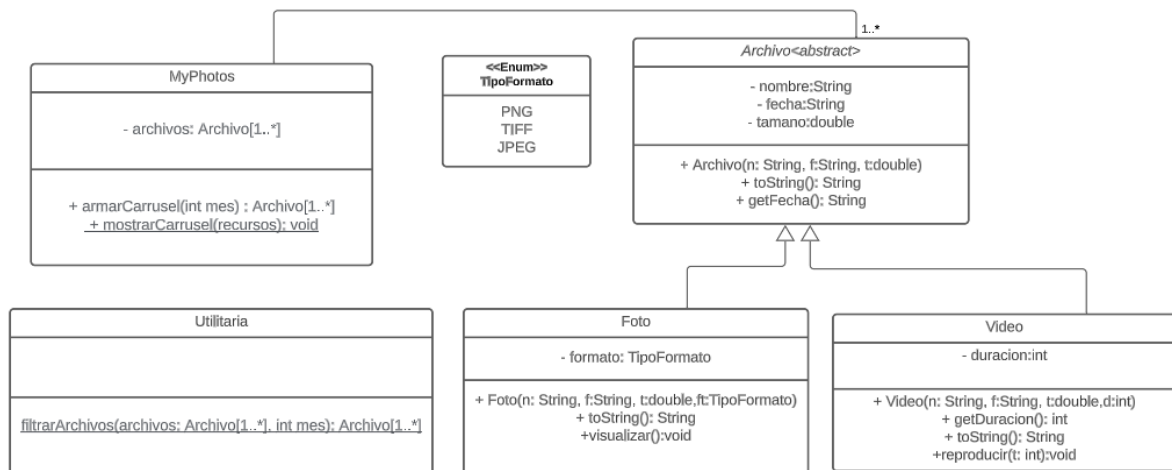 1..*
MyPhotos
- archivos: Archivo[1..*]
+ armarCarrusel(int mes) : Archivo[1..*]
+ mostrarCarrusel(recursos): void
<<Enum>>
TipoFormato
PNG
TIFF
JPEG
Archivo<abstract>
- nombre:String
- fecha:String
- tamano:double
+ Archivo(n: String, f:String, t:double)
+ toString(): String
+ getFecha(): String
Utilitaria
filtrarArchivos(archivos: Archivo[1..*], int mes): Archivo[1..*]
Foto
- formato: TipoFormato
+ Foto(n: String, f:String, t:double,ft:TipoFormato)
+ toString(): String
+visualizar():void
Video
- duracion:int
+ Video(n: String, f:String, t:double,d:int)
+ getDuracion(): int
+ toString(): String
+reproducir(t: int):void